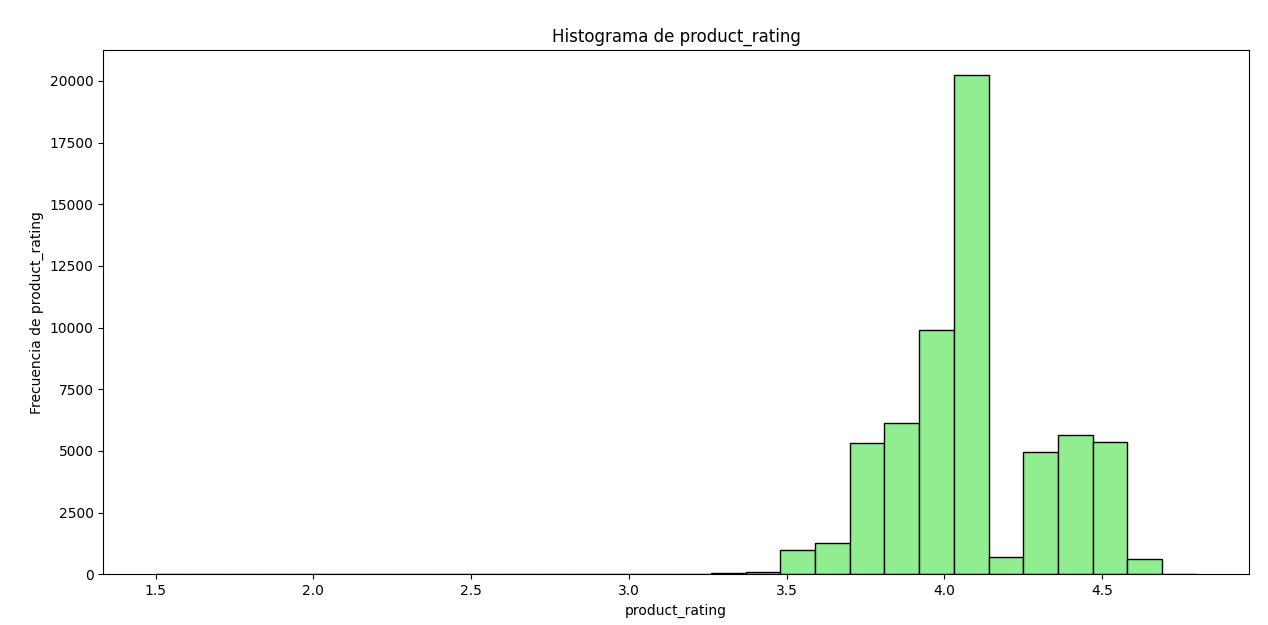 Histograma de product_rating
Frecuencia de product_rating
20000
17500
15000
12500
10000
7500
5000
2500
0
1.5 2.0 2.5 3.0 3.5 4.0 4.5
product_rating